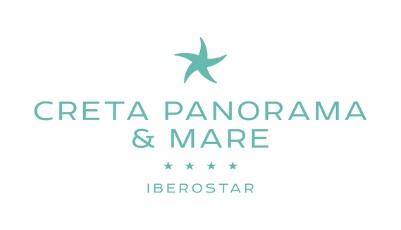 CRETA PANORAMA
& MARE
★ ★ ★ ★
IBEROSTAR